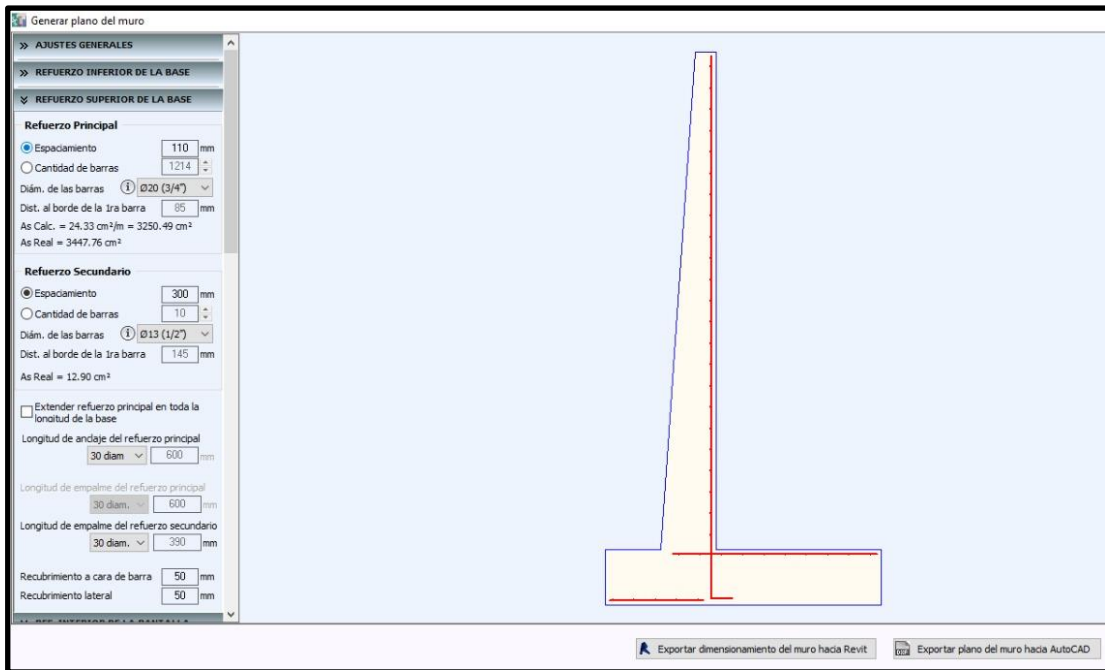 Generar plano del muro
AJUSTES GENERALES
REFUERZO INFERIOR DE LA BASE
REFUERZO SUPERIOR DE LA BASE
Refuerzo Principal
Espaciamiento 110 mm
Cantidad de barras 1214
Diám. de las barras i Ø20 (3/4")
Dist. al borde de la 1ra barra 85 mm
As Calc. = 24.33 cm²/m = 3250.49 cm²
As Real = 3447.76 cm²
Refuerzo Secundario
Espaciamiento 300 mm
Cantidad de barras 10
Diám. de las barras i Ø13 (1/2")
Dist. al borde de la 1ra barra 145 mm
As Real = 12.90 cm²
Extender refuerzo principal en toda la
longitud de la base
Longitud de anclaje del refuerzo principal
30 diam 600 mm
Longitud de empalme del refuerzo principal
30 diam. 600 mm
Longitud de empalme del refuerzo secundario
30 diam. 390 mm
Recubrimiento a cara de barra 50 mm
Recubrimiento lateral 50 mm
REF. INTERIOR DE LA PANTALLA
Exportar dimensionamiento del muro hacia Revit
Exportar plano del muro hacia AutoCAD